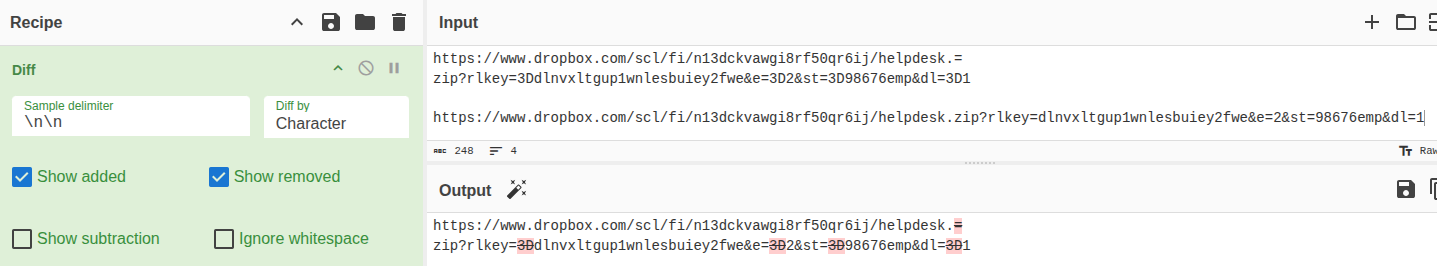 Recipe
Diff
Sample delimiter
\n\n
Diff by
Character
Show added
Show removed
Show subtraction
Ignore whitespace
Input
https://www.dropbox.com/scl/fi/n13dckvawgi8rf50qr6ij/helpdesk.=
zip?rlkey=3Ddlnvxltgup1wnlesbuiey2fwe&e=3D2&st=3D98676emp&dl=3D1
https://www.dropbox.com/scl/fi/n13dckvawgi8rf50qr6ij/helpdesk.zip?rlkey=dlnvxltgup1wnlesbuiey2fwe&e=2&st=98676emp&dl=1
ABC 248 4
Raw
Output
https://www.dropbox.com/scl/fi/n13dckvawgi8rf50qr6ij/helpdesk.=
zip?rlkey=3Ddlnvxltgup1wnlesbuiey2fwe&e=3D2&st=3D98676emp&dl=3D1